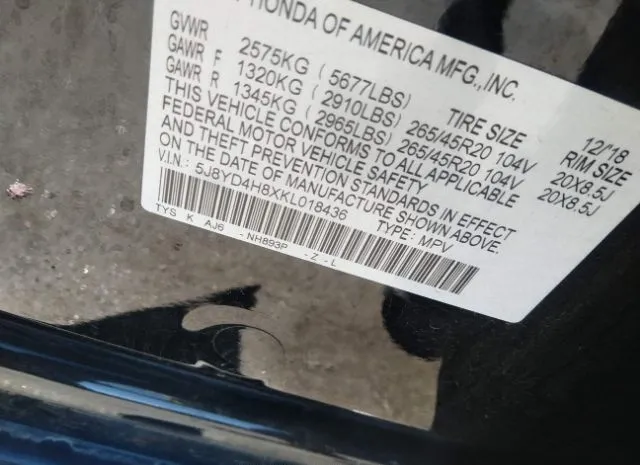 HONDA OF AMERICA MFG., INC. 12/'18
GVWR 2575KG (5677LBS) TIRE SIZE RIM SIZE
GAWR F 1320KG (2910LBS) 265/45R20 104V 20X8.5J
GAWR R 1345KG (2965LBS) 265/45R20 104V 20X8.5J
THIS VEHICLE CONFORMS TO ALL APPLICABLE
FEDERAL MOTOR VEHICLE SAFETY
AND THEFT PREVENTION STANDARDS IN EFFECT
ON THE DATE OF MANUFACTURE SHOWN ABOVE.
V.I.N.: 5J8YD4H8XKL018436 TYPE: MPV
TYS K AJ6 -NH893P -Z-L